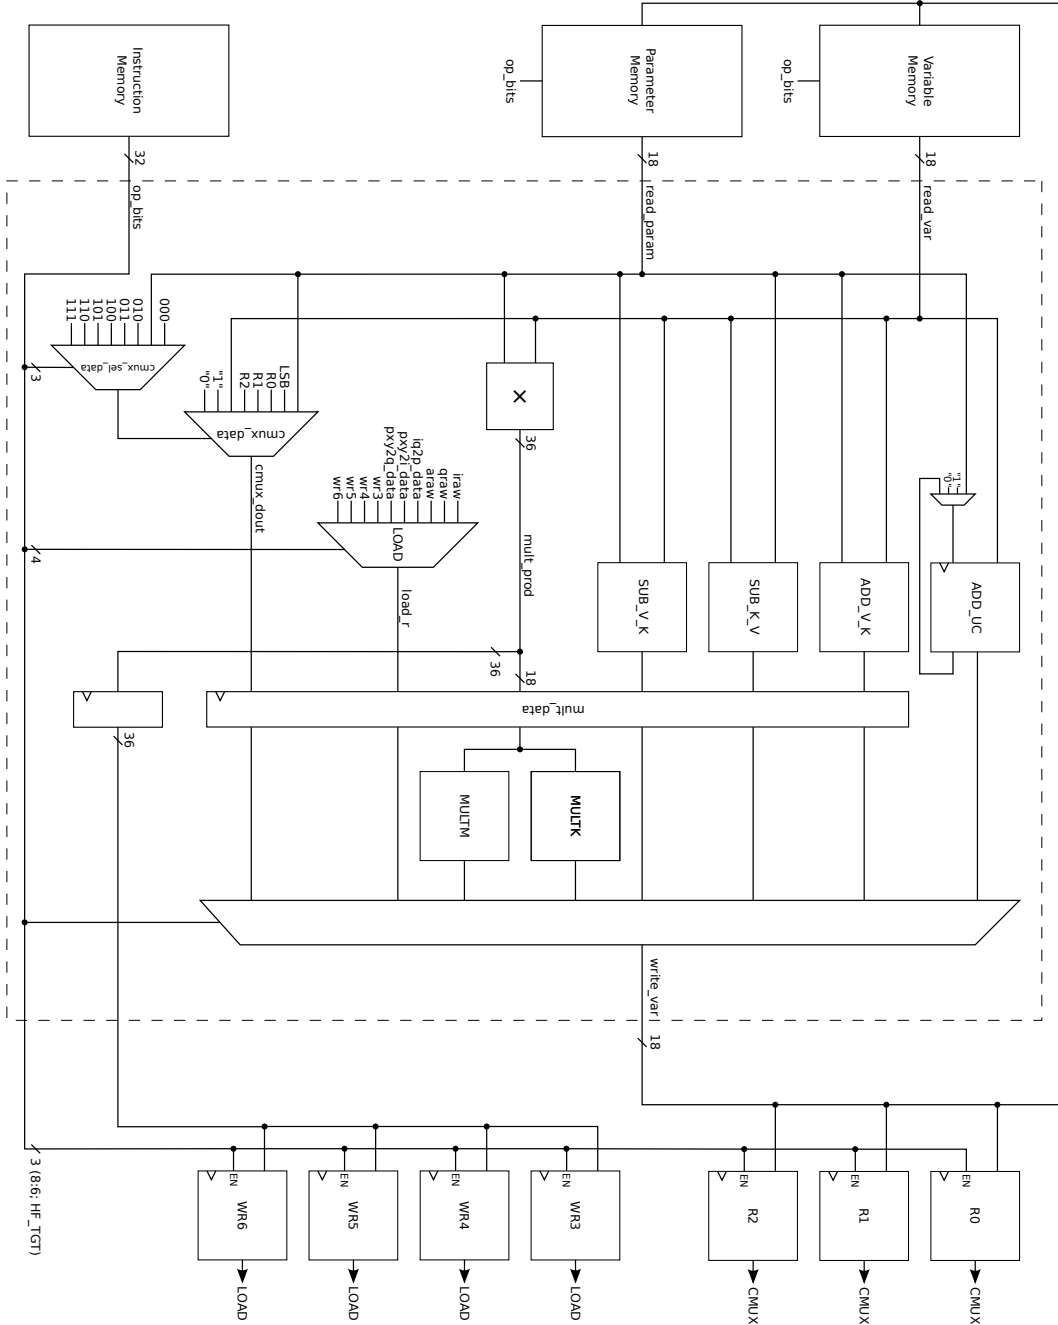 Instruction
Memory
Parameter
Memory
Variable
Memory
op_bits
op_bits
32
18
18
op_bits
read_param
read_var
000
010
011
100
101
110
111
cmux_sel_data
3
LSB
R0
R1
R2
"1"
"0"
cmux_data
×
36
iraw
qraw
araw
iq2p_data
pxy2i_data
pxy2q_data
wr3
wr4
wr5
wr6
LOAD
4
cmux_dout
load_r
mult_prod
"1"
"0"
SUB_V_K
SUB_K_V
ADD_V_K
ADD_UC
36
18
mult_data
36
MULTM
MULTK
write_var
18
3 (8:6; HF_TGT)
EN
WR6
EN
WR5
EN
WR4
EN
WR3
EN
R2
EN
R1
EN
R0
LOAD
LOAD
LOAD
LOAD
CMUX
CMUX
CMUX